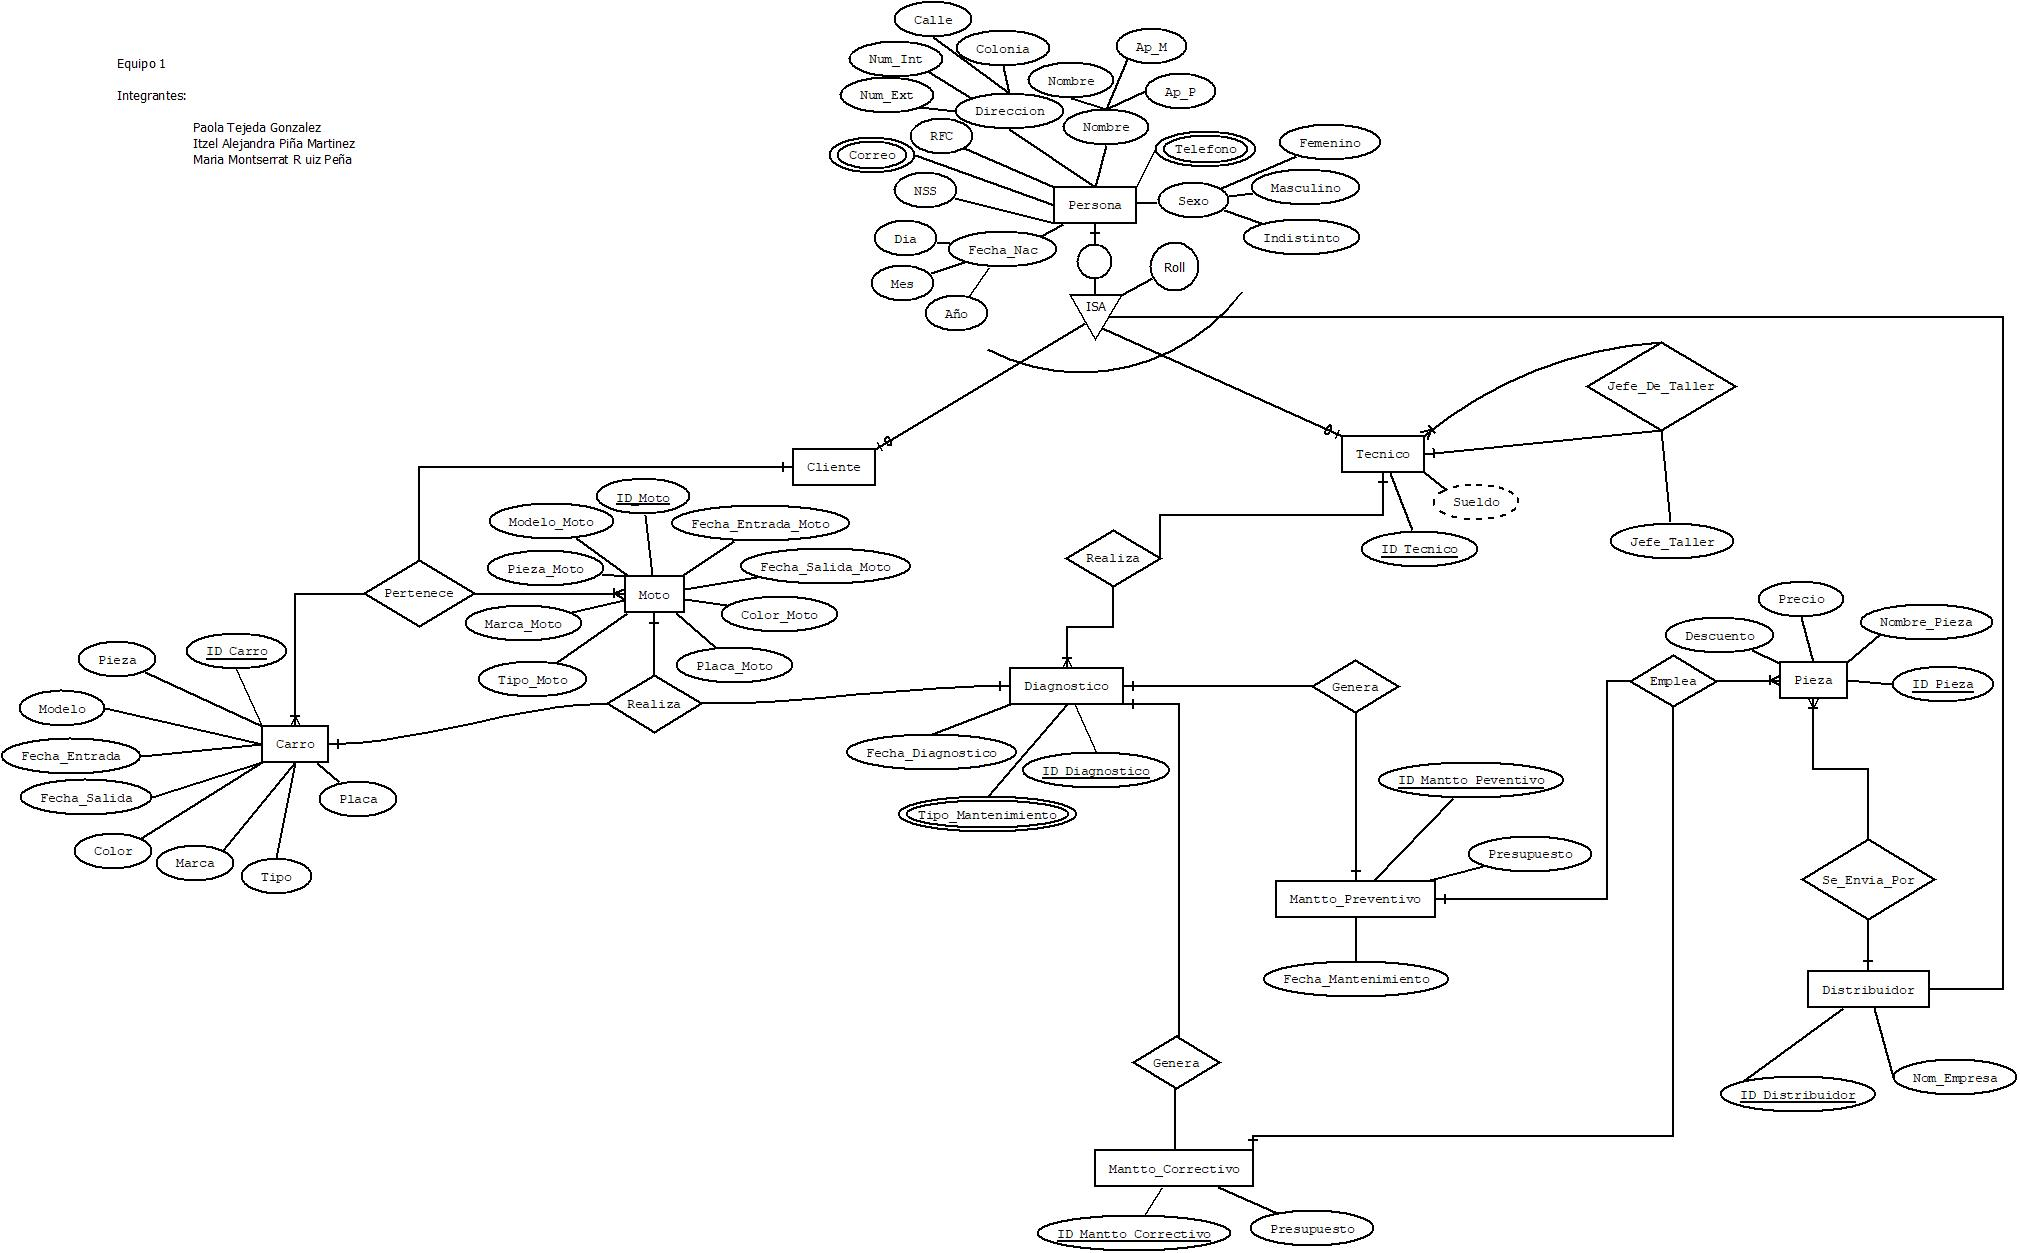 Equipo 1
Integrantes:
Paola Tejeda Gonzalez
Itzel Alejandra Piña Martinez
Maria Montserrat R uiz Peña
Calle
Num_Int
Colonia
Ap_M
Nombre
Num_Ext
Ap_P
Direccion
Nombre
RFC
Correo
Telefono
Femenino
NSS
Masculino
Persona
Sexo
Dia
Fecha_Nac
Indistinto
Mes
Roll
Año
ISA
Jefe_De_Taller
Cliente
Tecnico
ID_Moto
Sueldo
Modelo_Moto
Fecha_Entrada_Moto
Jefe_Taller
ID_Tecnico
Realiza
Pieza_Moto
Fecha_Salida_Moto
Pertenece
Moto
Precio
Marca_Moto
Color_Moto
Nombre_Pieza
Descuento
ID_Carro
Pieza
Placa_Moto
Tipo_Moto
Emplea
Pieza
ID_Pieza
Diagnostico
Genera
Realiza
Modelo
Carro
Fecha_Entrada
Fecha_Diagnostico
ID_Diagnostico
ID_Mantto_Peventivo
Fecha_Salida
Placa
Tipo_Mantenimiento
Color
Marca
Tipo
Presupuesto
Se_Envia_Por
Mantto_Preventivo
Fecha_Mantenimiento
Distribuidor
Genera
Nom_Empresa
ID_Distribuidor
Mantto_Correctivo
ID_Mantto_Correctivo
Presupuesto